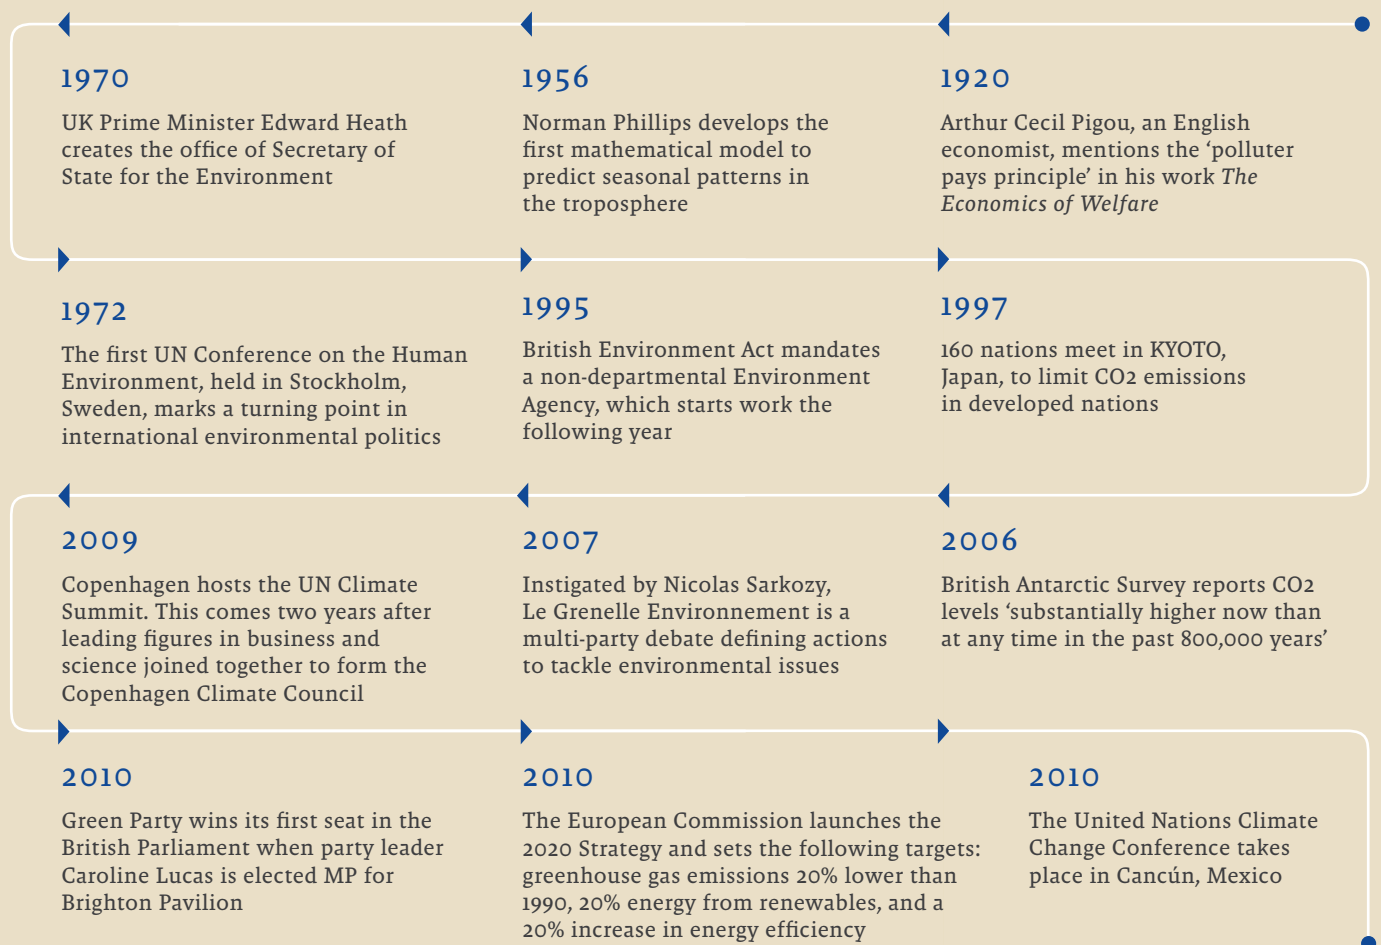 1920
Arthur Cecil Pigou, an English
economist, mentions the ‘polluter
pays principle’ in his work The
Economics of Welfare
1956
Norman Phillips develops the
first mathematical model to
predict seasonal patterns in
the troposphere
1970
UK Prime Minister Edward Heath
creates the office of Secretary of
State for the Environment
1972
The first UN Conference on the Human
Environment, held in Stockholm,
Sweden, marks a turning point in
international environmental politics
1995
British Environment Act mandates
a non-departmental Environment
Agency, which starts work the
following year
1997
160 nations meet in KYOTO,
Japan, to limit CO2 emissions
in developed nations
2006
British Antarctic Survey reports CO2
levels ‘substantially higher now than
at any time in the past 800,000 years’
2007
Instigated by Nicolas Sarkozy,
Le Grenelle Environnement is a
multi-party debate defining actions
to tackle environmental issues
2009
Copenhagen hosts the UN Climate
Summit. This comes two years after
leading figures in business and
science joined together to form the
Copenhagen Climate Council
2010
Green Party wins its first seat in the
British Parliament when party leader
Caroline Lucas is elected MP for
Brighton Pavilion
2010
The European Commission launches the
2020 Strategy and sets the following targets:
greenhouse gas emissions 20% lower than
1990, 20% energy from renewables, and a
20% increase in energy efficiency
2010
The United Nations Climate
Change Conference takes
place in Cancún, Mexico